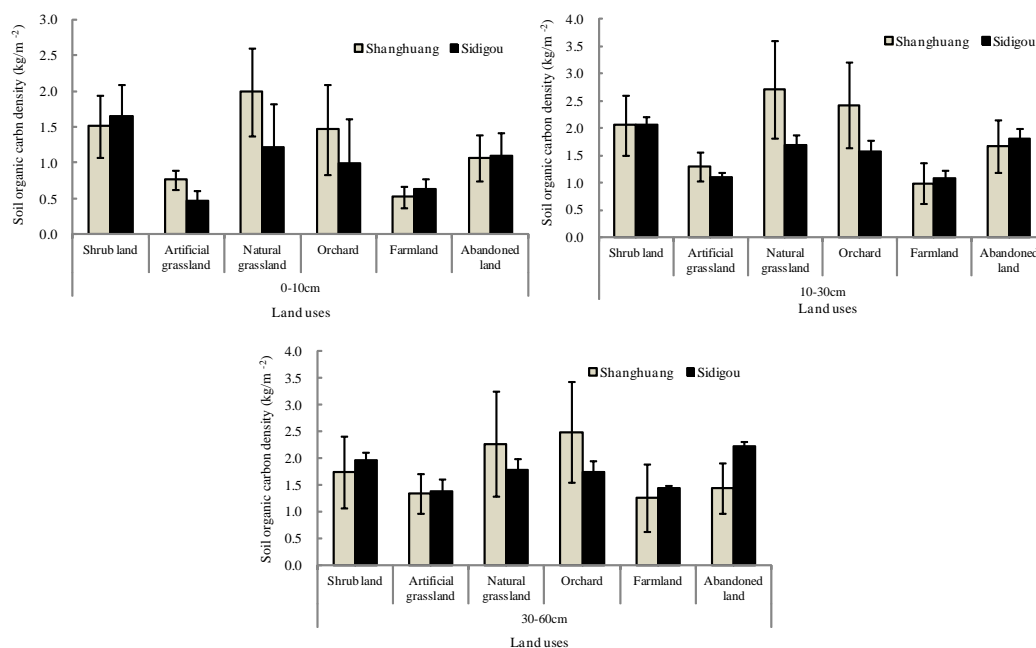 Soil organic carbn density (kg/m -2)
3.0
2.5
2.0
1.5
1.0
0.5
0.0
Shanghuang Sidigou
Shrub land Artificial grassland Natural grassland Orchard Farmland Abandoned land
0-10cm
Land uses
Soil organic carbon density (kg/m -2)
4.0
3.5
3.0
2.5
2.0
1.5
1.0
0.5
0.0
Shanghuang Sidigou
Shrub land Artificial grassland Natural grassland Orchard Farmland Abandoned land
10-30cm
Land uses
Soil organic carbon density (kg/m -2)
4.0
3.5
3.0
2.5
2.0
1.5
1.0
0.5
0.0
Shanghuang Sidigou
Shrub land Artificial grassland Natural grassland Orchard Farmland Abandoned land
30-60cm
Land uses